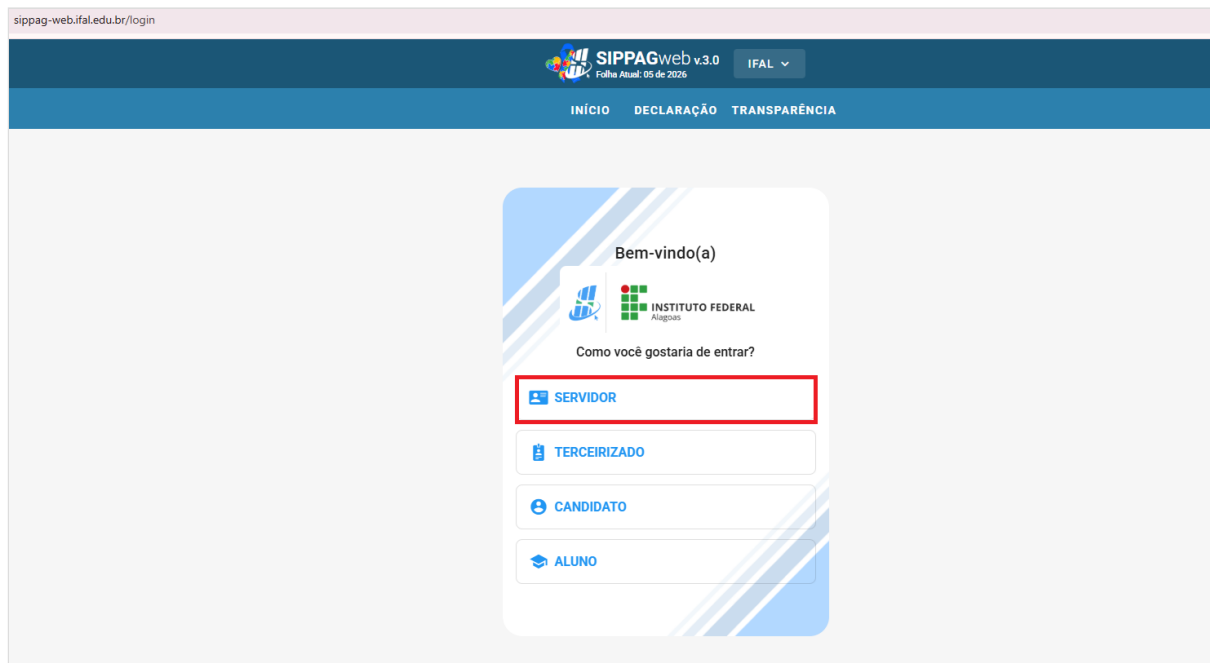 sippag-web.ifal.edu.br/login
SIPPAGweb v.3.0
Folha Atual: 05 de 2026
IFAL
INÍCIO DECLARAÇÃO TRANSPARÊNCIA
Bem-vindo(a)
INSTITUTO FEDERAL
Alagoas
Como você gostaria de entrar?
SERVIDOR
TERCEIRIZADO
CANDIDATO
ALUNO